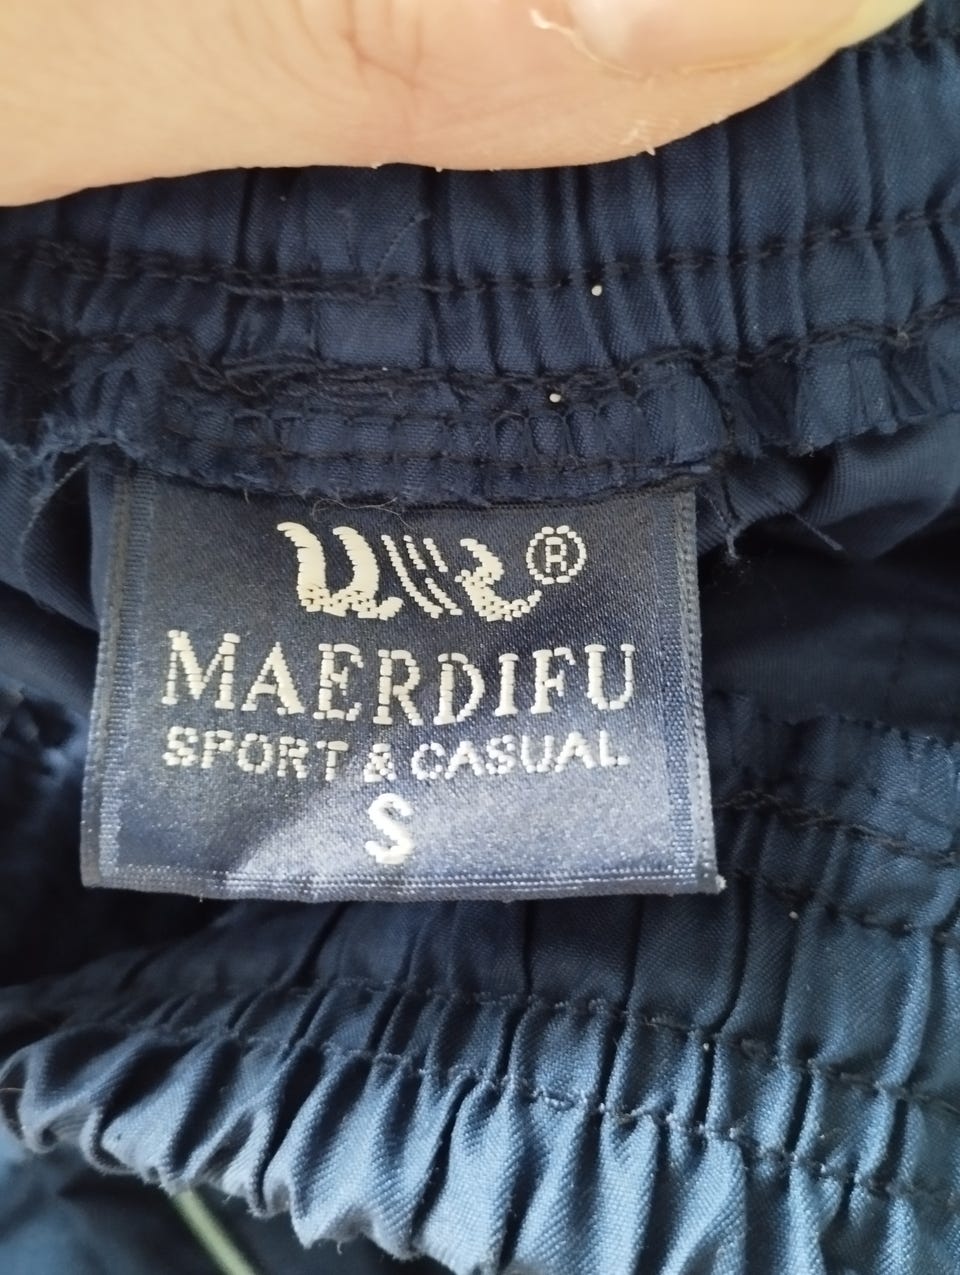 ®
MAERDIFU
SPORT & CASUAL
S